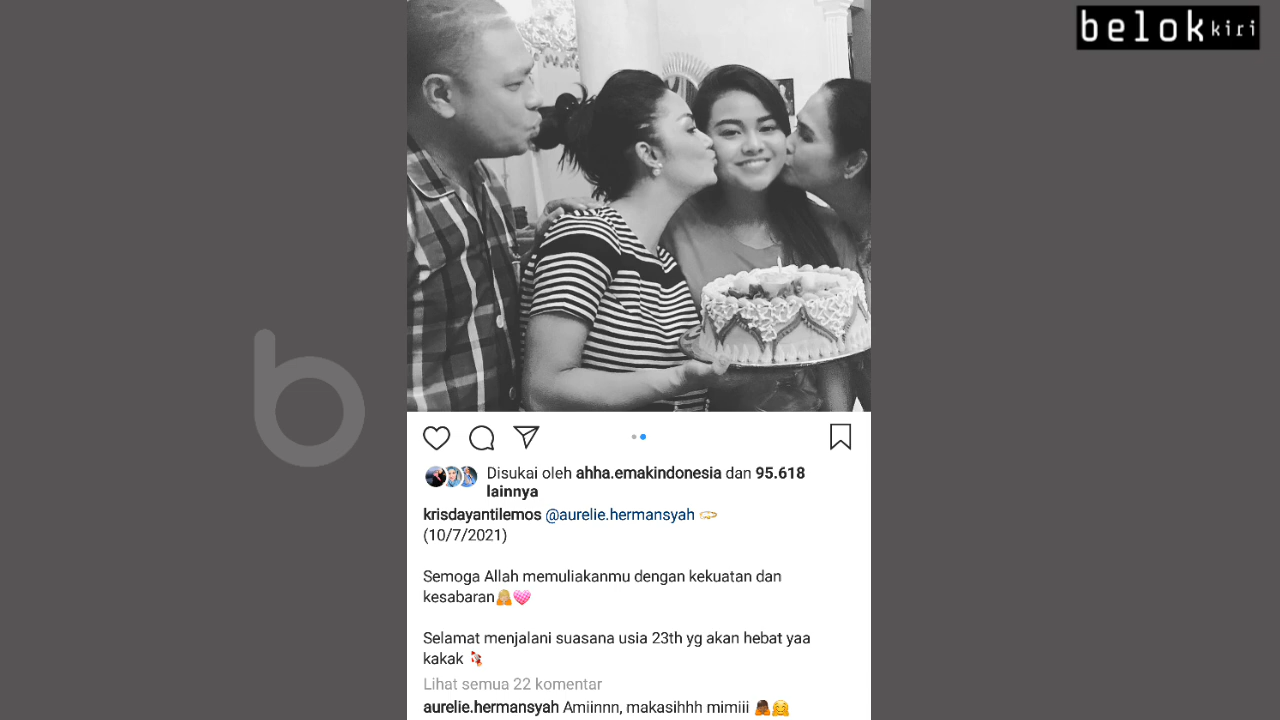 belok kiri
b
Disukai oleh ahha.emakindonesia dan 95.618
lainnya
krisdayantilemos @aurelie.hermansyah
(10/7/2021)
Semoga Allah memuliakanmu dengan kekuatan dan
kesabaran
Selamat menjalani suasana usia 23th yg akan hebat yaa
kakak
Lihat semua 22 komentar
aurelie.hermansyah Amiinnn, makasihhh mimiii